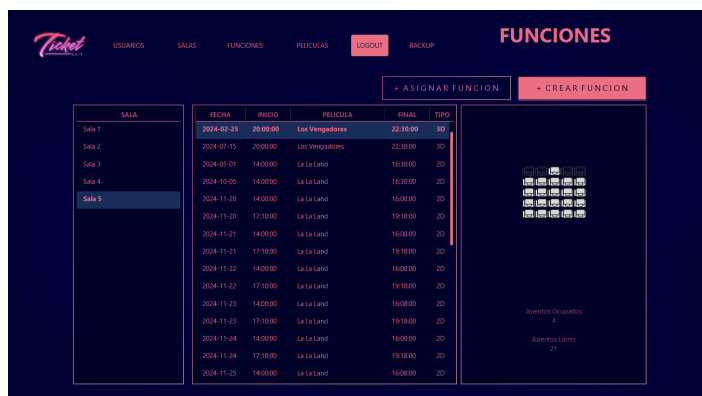 Ticket
USUARIOS
SALAS
FUNCIONES
PELICULAS
LOGOUT
BACKUP
FUNCIONES
+ ASIGNAR FUNCION
+ CREAR FUNCION
SALA
Sala 1
Sala 2
Sala 3
Sala 4
Sala 5
FECHA INICIO PELICULA FINAL TIPO
2024-02-25 20:00:00 Los Vengadores 22:30:00 3D
2024-07-15 20:00:00 Los Vengadores 22:30:00 3D
2024-05-01 14:00:00 La La Land 16:30:00 2D
2024-10-05 14:00:00 La La Land 16:30:00 2D
2024-11-20 14:00:00 La La Land 16:08:00 2D
2024-11-20 17:10:00 La La Land 19:18:00 2D
2024-11-21 14:00:00 La La Land 16:08:00 2D
2024-11-21 17:10:00 La La Land 19:18:00 2D
2024-11-22 14:00:00 La La Land 16:08:00 2D
2024-11-22 17:10:00 La La Land 19:18:00 2D
2024-11-23 14:00:00 La La Land 16:08:00 2D
2024-11-23 17:10:00 La La Land 19:18:00 2D
2024-11-24 14:00:00 La La Land 16:08:00 2D
2024-11-24 17:10:00 La La Land 19:18:00 2D
2024-11-25 14:00:00 La La Land 16:08:00 2D
Asientos Ocupados
4
Asientos Libres
21